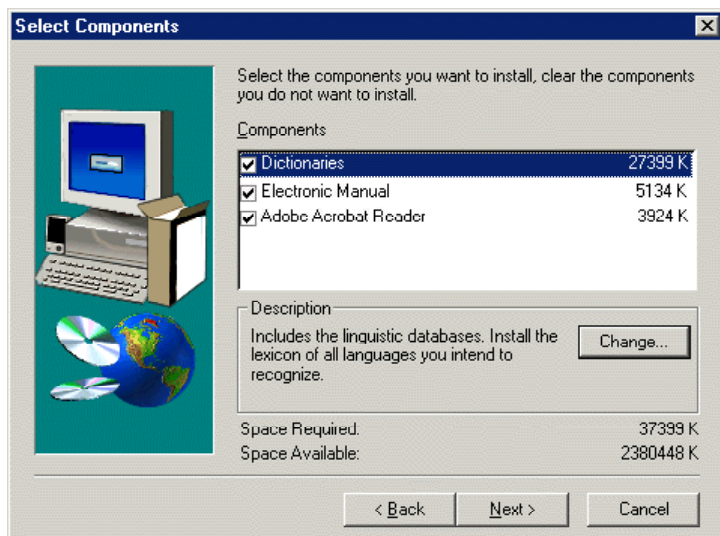 Select Components
Select the components you want to install, clear the components
you do not want to install.
Components
Dictionaries 27399 K
Electronic Manual 5134 K
Adobe Acrobat Reader 3924 K
Description
Includes the linguistic databases. Install the
lexicon of all languages you intend to
recognize.
Change...
Space Required: 37399 K
Space Available: 2380448 K
< Back Next > Cancel